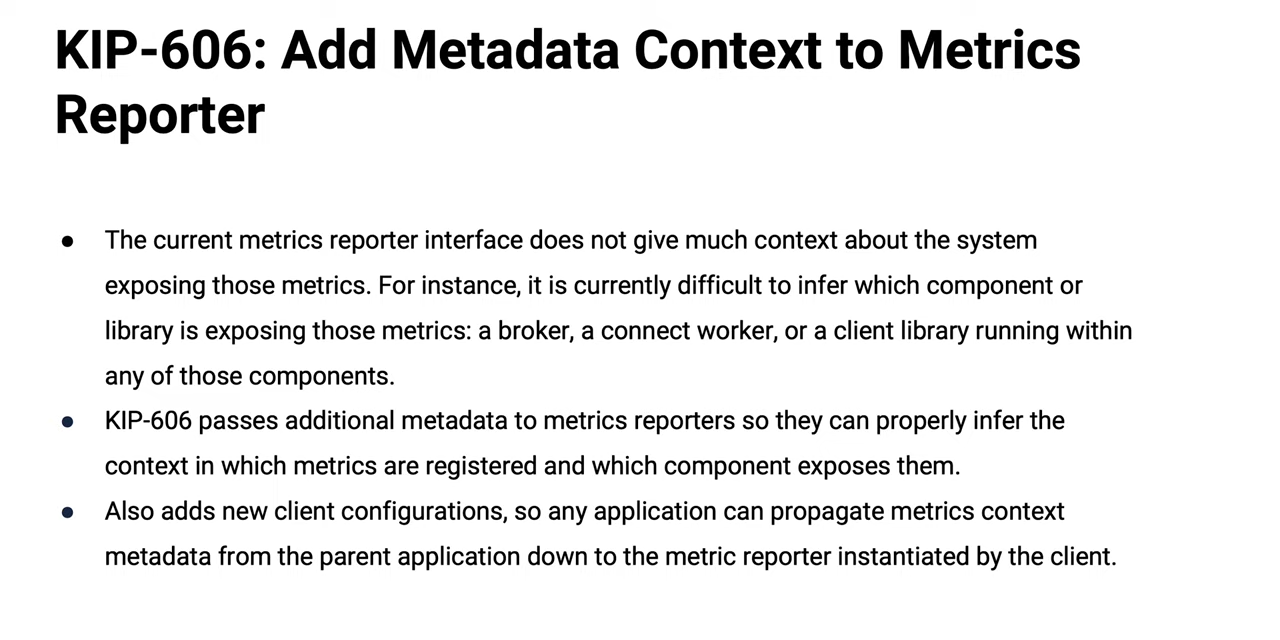 KIP-606: Add Metadata Context to Metrics
Reporter
● The current metrics reporter interface does not give much context about the system
exposing those metrics. For instance, it is currently difficult to infer which component or
library is exposing those metrics: a broker, a connect worker, or a client library running within
any of those components.
● KIP-606 passes additional metadata to metrics reporters so they can properly infer the
context in which metrics are registered and which component exposes them.
● Also adds new client configurations, so any application can propagate metrics context
metadata from the parent application down to the metric reporter instantiated by the client.